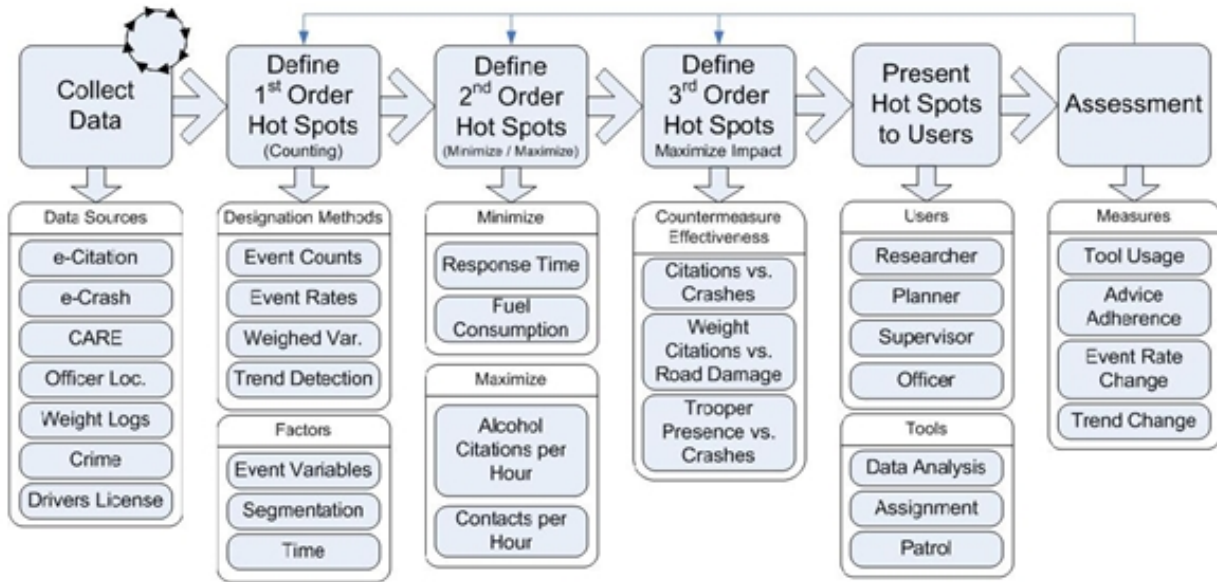 Collect
Data
Define
1st Order
Hot Spots
(Counting)
Define
2nd Order
Hot Spots
(Minimize / Maximize)
Define
3rd Order
Hot Spots
Maximize Impact
Present
Hot Spots
to Users
Assessment
Data Sources
e-Citation
e-Crash
CARE
Officer Loc.
Weight Logs
Crime
Drivers License
Designation Methods
Event Counts
Event Rates
Weighed Var.
Trend Detection
Factors
Event Variables
Segmentation
Time
Minimize
Response Time
Fuel
Consumption
Maximize
Alcohol
Citations per
Hour
Contacts per
Hour
Countermeasure
Effectiveness
Citations vs.
Crashes
Weight
Citations vs.
Road Damage
Trooper
Presence vs.
Crashes
Users
Researcher
Planner
Supervisor
Officer
Tools
Data Analysis
Assignment
Patrol
Measures
Tool Usage
Advice
Adherence
Event Rate
Change
Trend Change